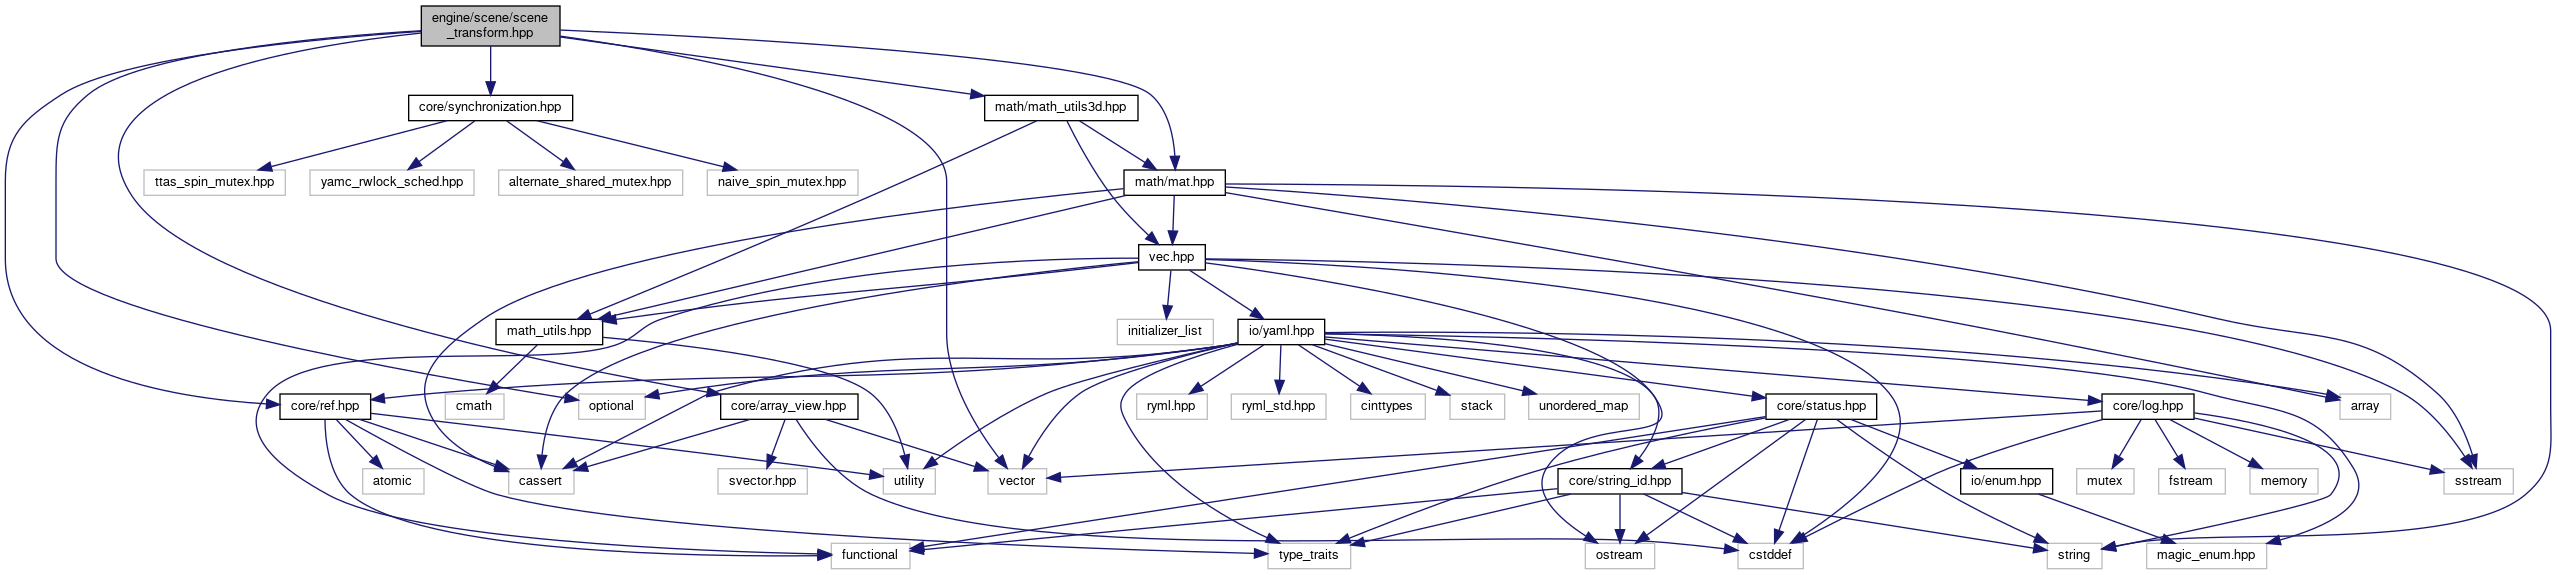 engine/scene/scene
_transform.hpp
core/synchronization.hpp
math/math_utils3d.hpp
ttas_spin_mutex.hpp
yamc_rwlock_sched.hpp
alternate_shared_mutex.hpp
naive_spin_mutex.hpp
math/mat.hpp
vec.hpp
math_utils.hpp
initializer_list
io/yaml.hpp
core/ref.hpp
cmath
optional
core/array_view.hpp
ryml.hpp
ryml_std.hpp
cinttypes
stack
unordered_map
core/status.hpp
core/log.hpp
array
atomic
cassert
svector.hpp
utility
vector
core/string_id.hpp
io/enum.hpp
mutex
fstream
memory
sstream
functional
type_traits
ostream
cstddef
string
magic_enum.hpp